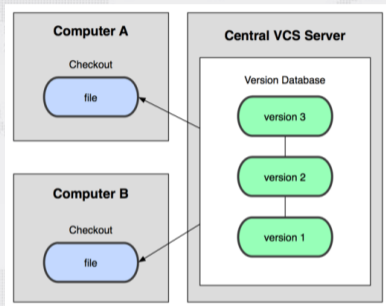 Computer A
Checkout
file
Computer B
Checkout
file
Central VCS Server
Version Database
version 3
version 2
version 1